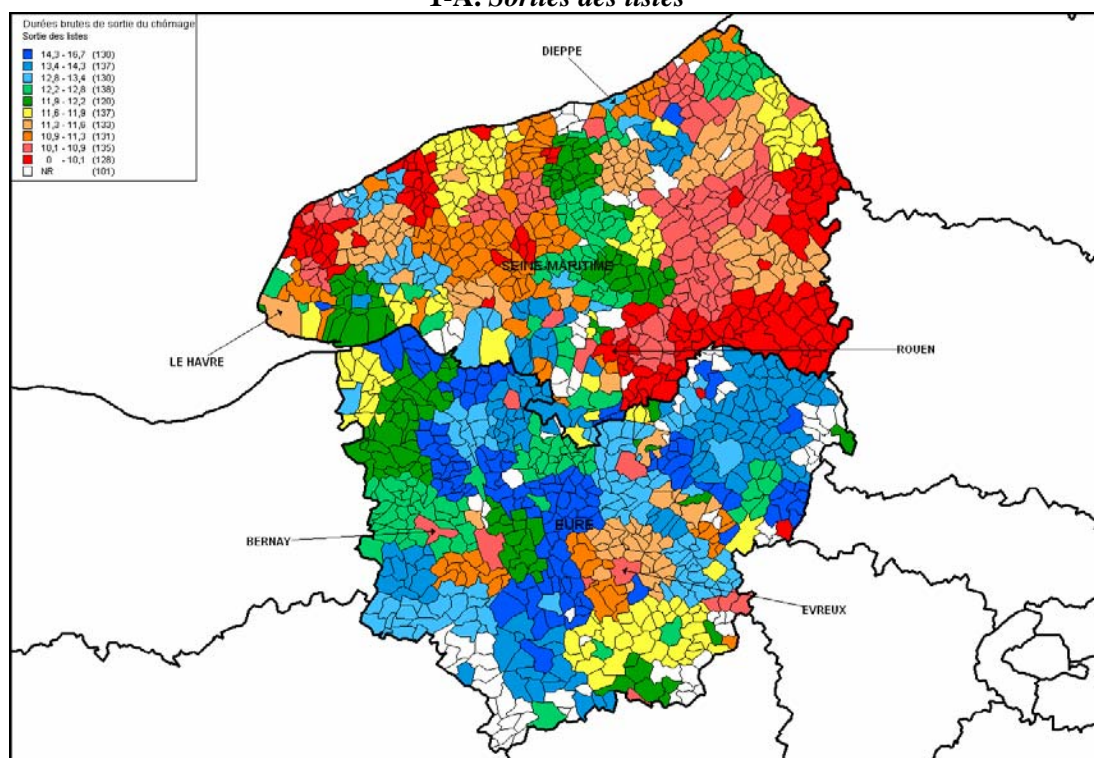 1-A. Sorties des listes
Durées brutes de sortie du chômage
Sortie des listes
14,3 - 16,7 (130)
13,4 - 14,3 (137)
12,8 - 13,4 (130)
12,2 - 12,8 (138)
11,9 - 12,2 (120)
11,6 - 11,9 (137)
11,3 - 11,6 (133)
10,9 - 11,3 (131)
10,1 - 10,9 (135)
0 - 10,1 (128)
NR (101)
DIEPPE
SEINE-MARITIME
LE HAVRE
ROUEN
EURE
BERNAY
EVREUX